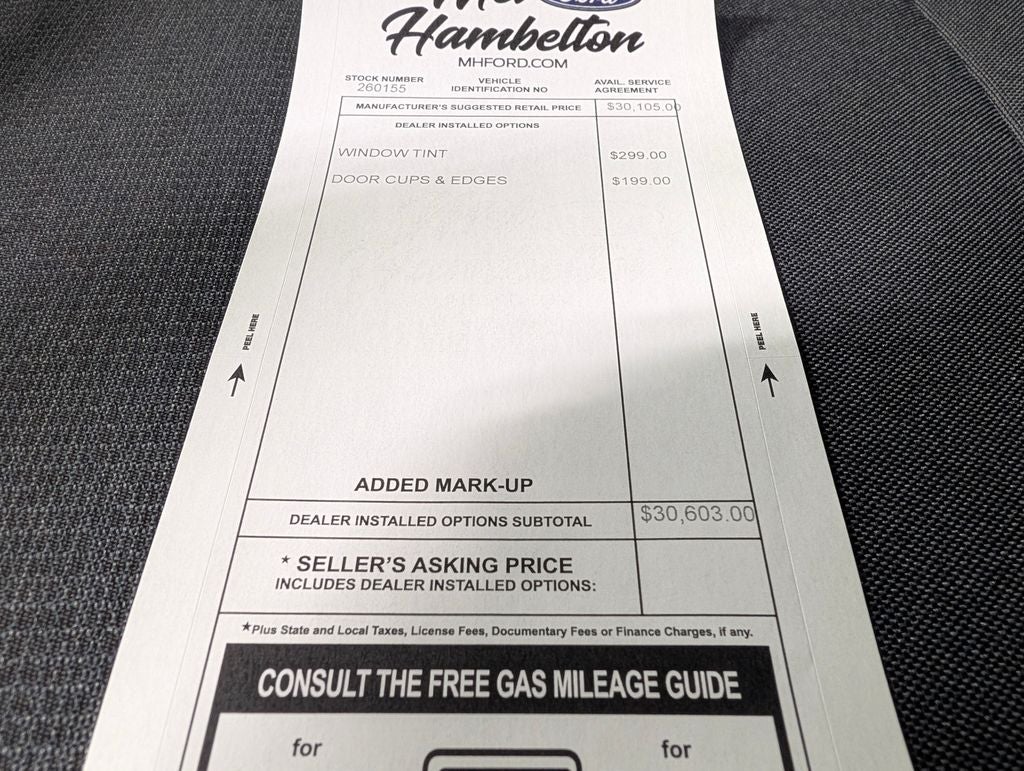 Mel Ford
Hambelton
MHFORD.COM
STOCK NUMBER VEHICLE IDENTIFICATION NO AVAIL. SERVICE AGREEMENT
260155
MANUFACTURER'S SUGGESTED RETAIL PRICE $30,105.00
DEALER INSTALLED OPTIONS
WINDOW TINT $299.00
DOOR CUPS & EDGES $199.00
PEEL HERE
PEEL HERE
ADDED MARK-UP
DEALER INSTALLED OPTIONS SUBTOTAL $30,603.00
* SELLER'S ASKING PRICE
INCLUDES DEALER INSTALLED OPTIONS:
*Plus State and Local Taxes, License Fees, Documentary Fees or Finance Charges, if any.
CONSULT THE FREE GAS MILEAGE GUIDE
for for